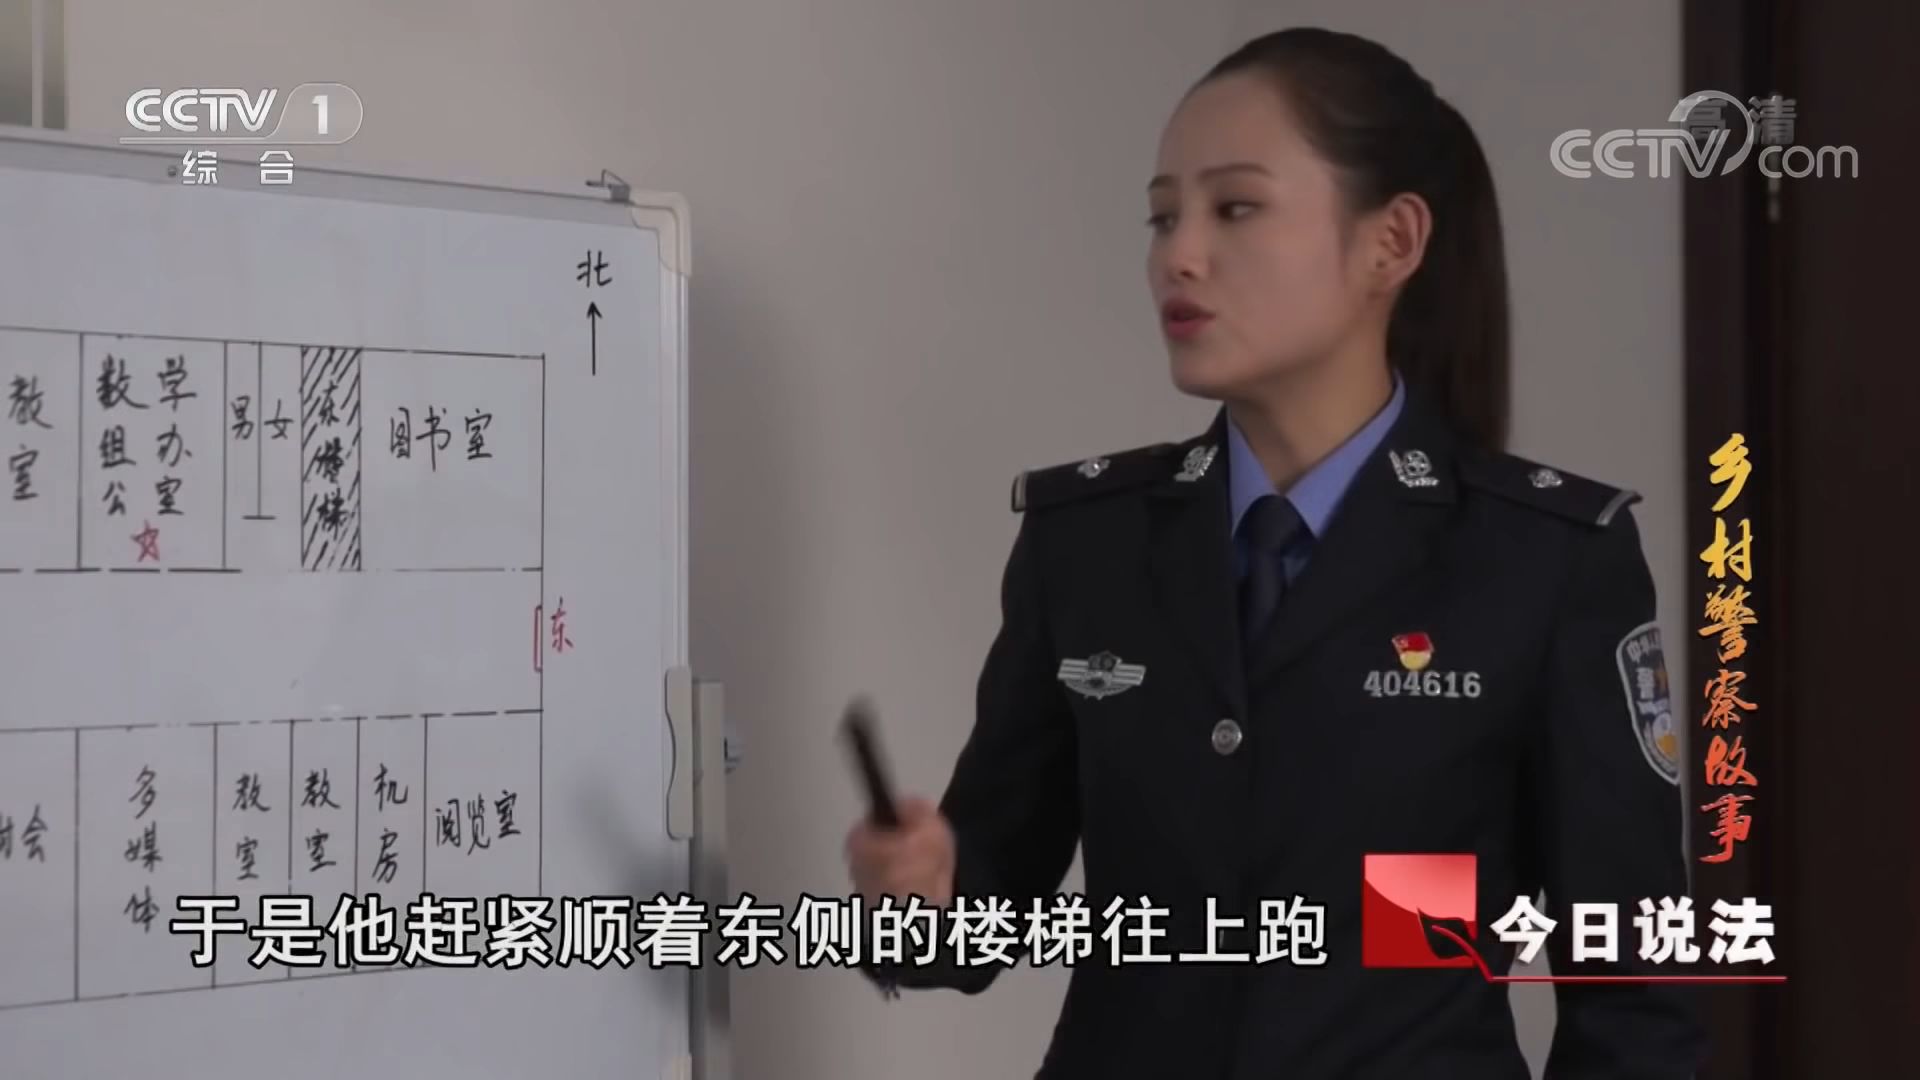 CCTV 1
综合
高清
CCTV.com
北
教室
数学组办公室
男
女
东楼梯
图书室
东
会
多媒体
教室
教室
机房
阅览室
404616
乡村警察故事
于是他赶紧顺着东侧的楼梯往上跑
今日说法